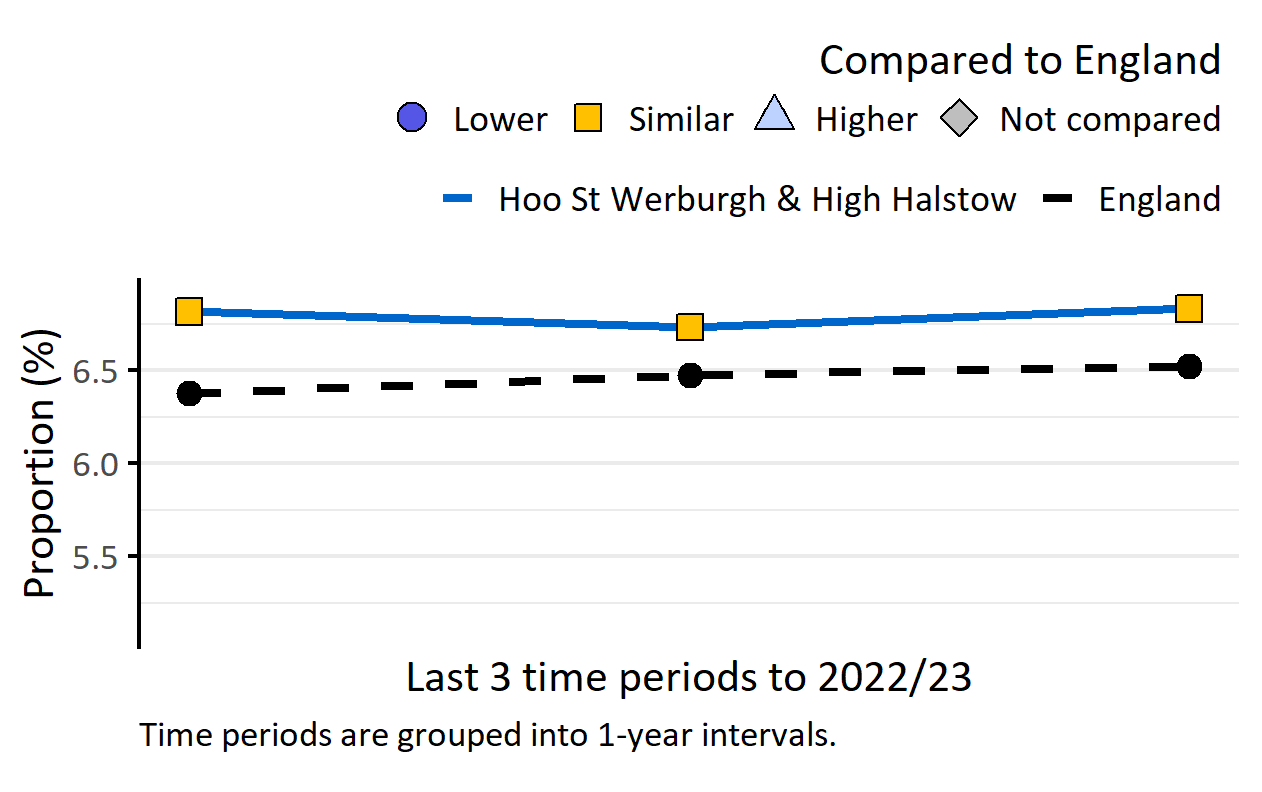 Compared to England
Lower Similar Higher Not compared
Hoo St Werburgh & High Halstow England
Proportion (%)
6.5
6.0
5.5
Last 3 time periods to 2022/23
Time periods are grouped into 1-year intervals.